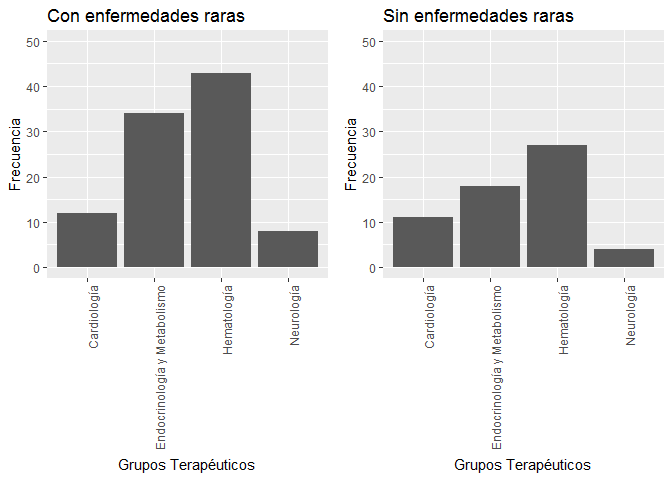 Con enfermedades raras
Frecuencia
50
40
30
20
10
0
Cardiología
Endocrinología y Metabolismo
Hematología
Neurología
Grupos Terapéuticos
Sin enfermedades raras
Frecuencia
50
40
30
20
10
0
Cardiología
Endocrinología y Metabolismo
Hematología
Neurología
Grupos Terapéuticos